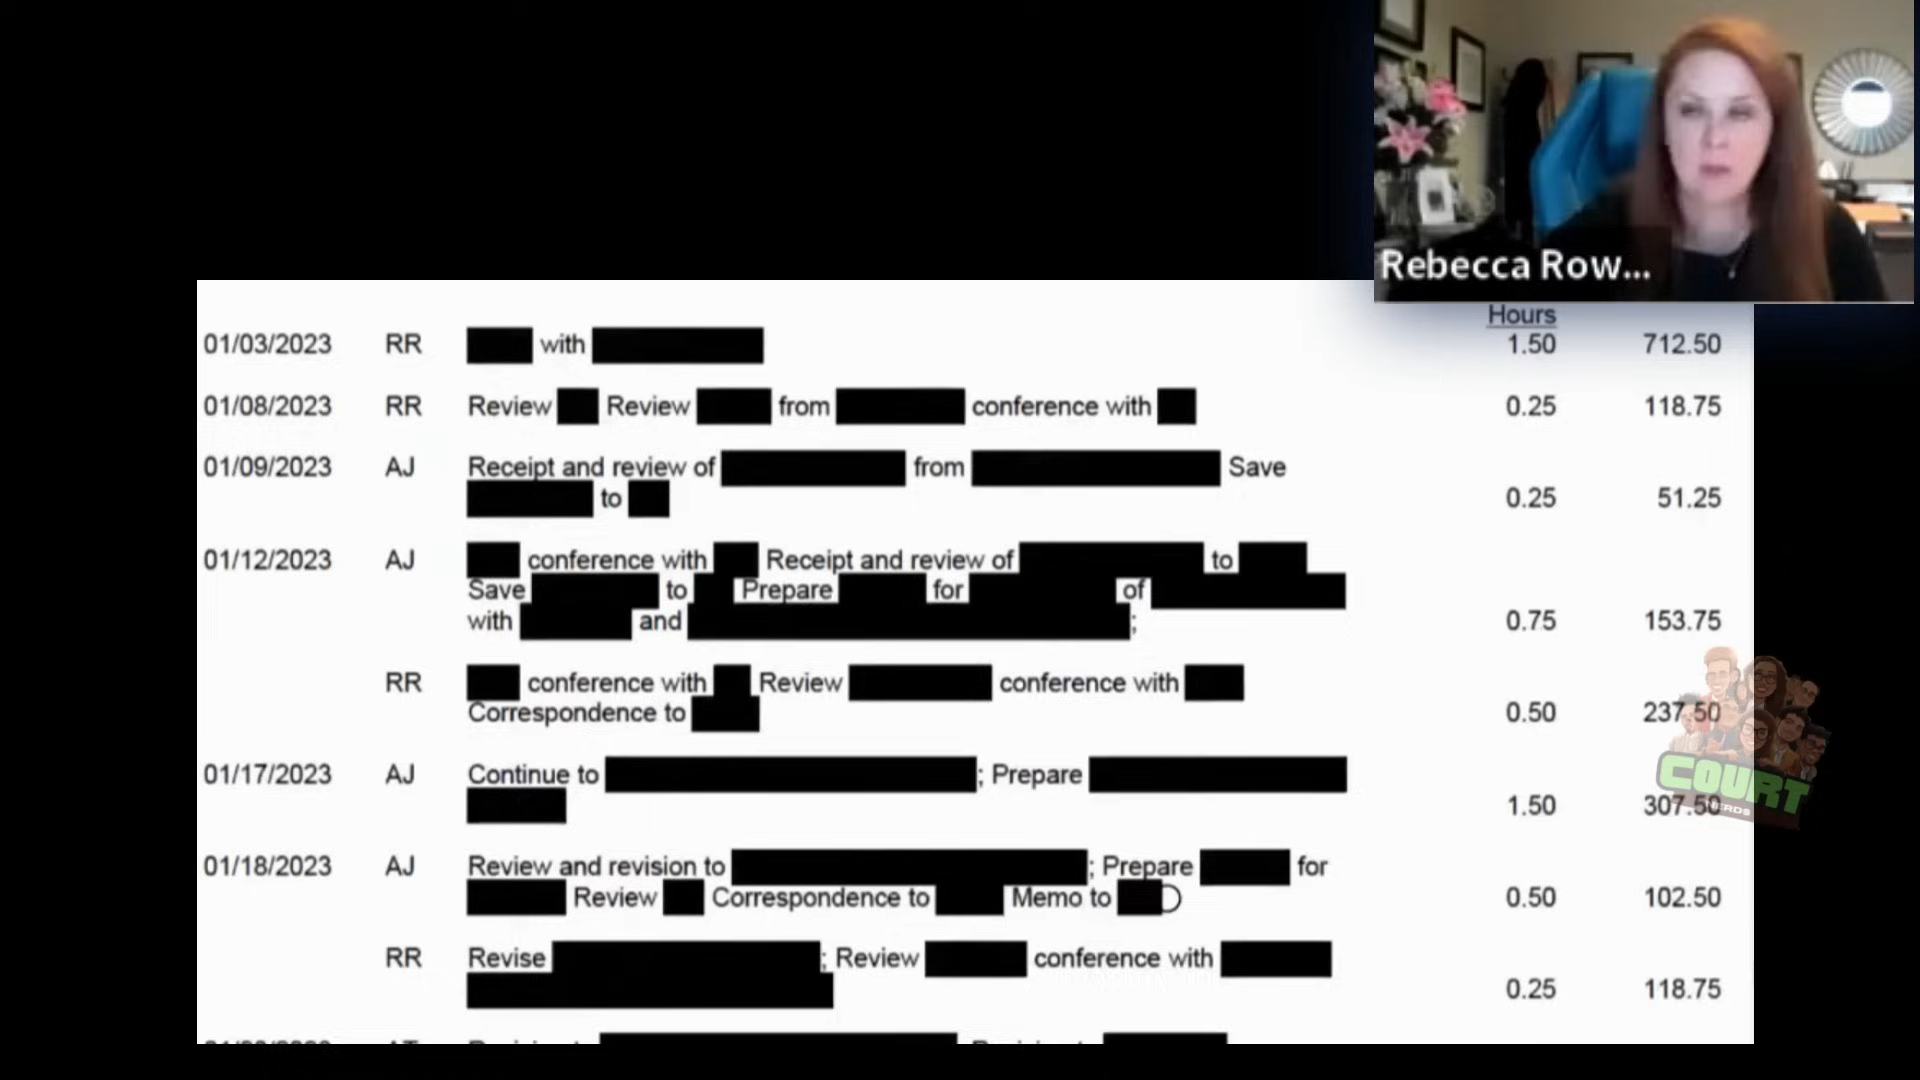 Rebecca Row...
Hours
01/03/2023 RR with 1.50 712.50
01/08/2023 RR Review Review from conference with 0.25 118.75
01/09/2023 AJ Receipt and review of from Save
to 0.25 51.25
01/12/2023 AJ conference with Receipt and review of to
Save to Prepare for of
with and ; 0.75 153.75
RR conference with Review conference with
Correspondence to 0.50 237.50
01/17/2023 AJ Continue to ; Prepare
1.50 307.50
01/18/2023 AJ Review and revision to ; Prepare for
Review Correspondence to Memo to 0.50 102.50
RR Revise ; Review conference with
0.25 118.75
COURT
NERDS